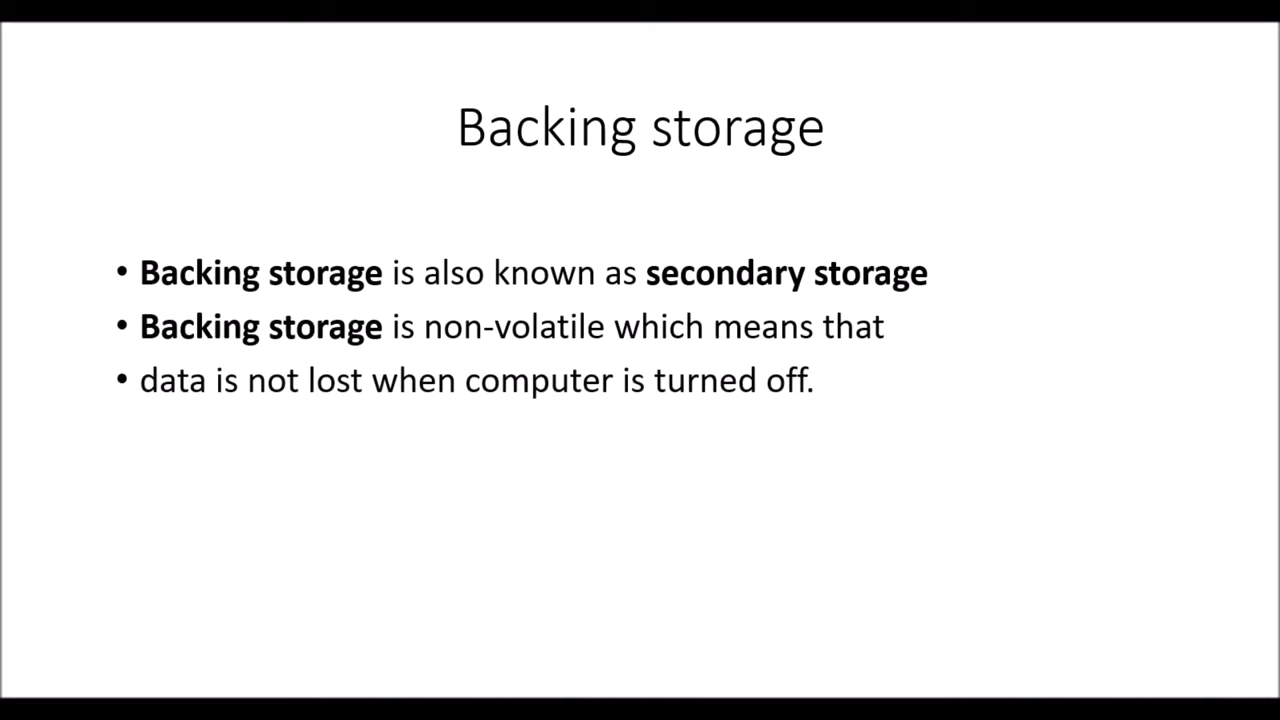 Backing storage
• Backing storage is also known as secondary storage
• Backing storage is non-volatile which means that
• data is not lost when computer is turned off.